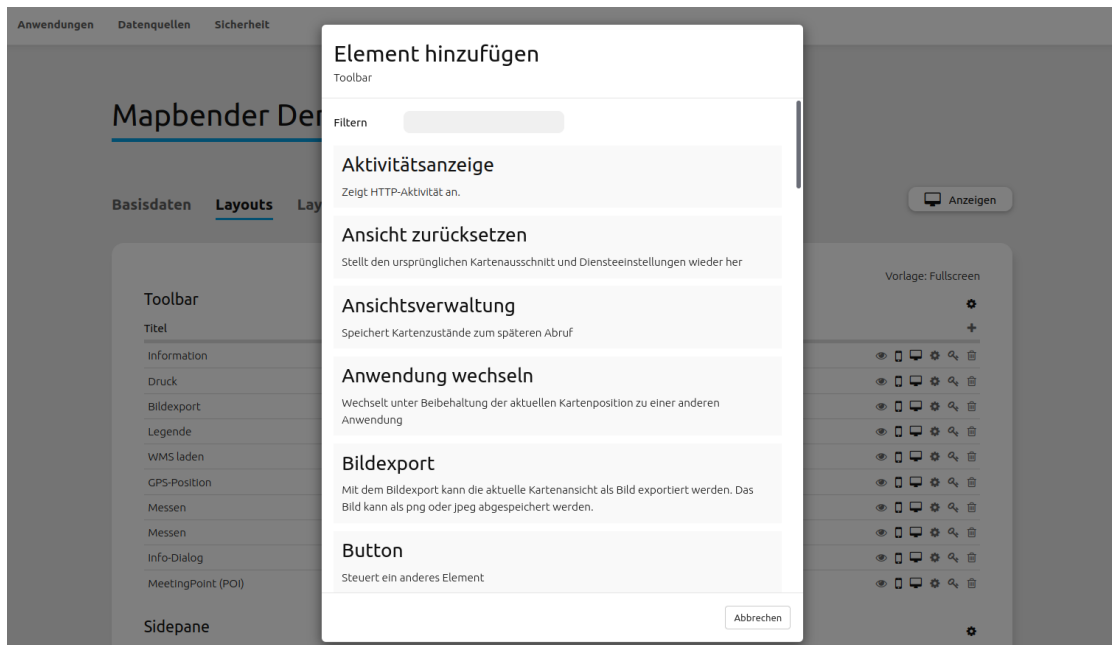 Anwendungen Datenquellen Sicherheit
Element hinzufügen
Toolbar
Mapbender Der
Filtern
Aktivitätsanzeige
Zeigt HTTP-Aktivität an.
Basisdaten Layouts Lay
Anzeigen
Ansicht zurücksetzen
Stellt den ursprünglichen Kartenausschnitt und Diensteeinstellungen wieder her
Vorlage: Fullscreen
Toolbar
Titel
Ansichtsverwaltung
Speichert Kartenzustände zum späteren Abruf
Information
Druck
Bildexport
Legende
WMS laden
GPS-Position
Messen
Messen
Info-Dialog
MeetingPoint (POI)
Anwendung wechseln
Wechselt unter Beibehaltung der aktuellen Kartenposition zu einer anderen
Anwendung
Bildexport
Mit dem Bildexport kann die aktuelle Kartenansicht als Bild exportiert werden. Das
Bild kann als png oder jpeg abgespeichert werden.
Button
Steuert ein anderes Element
Abbrechen
Sidepane